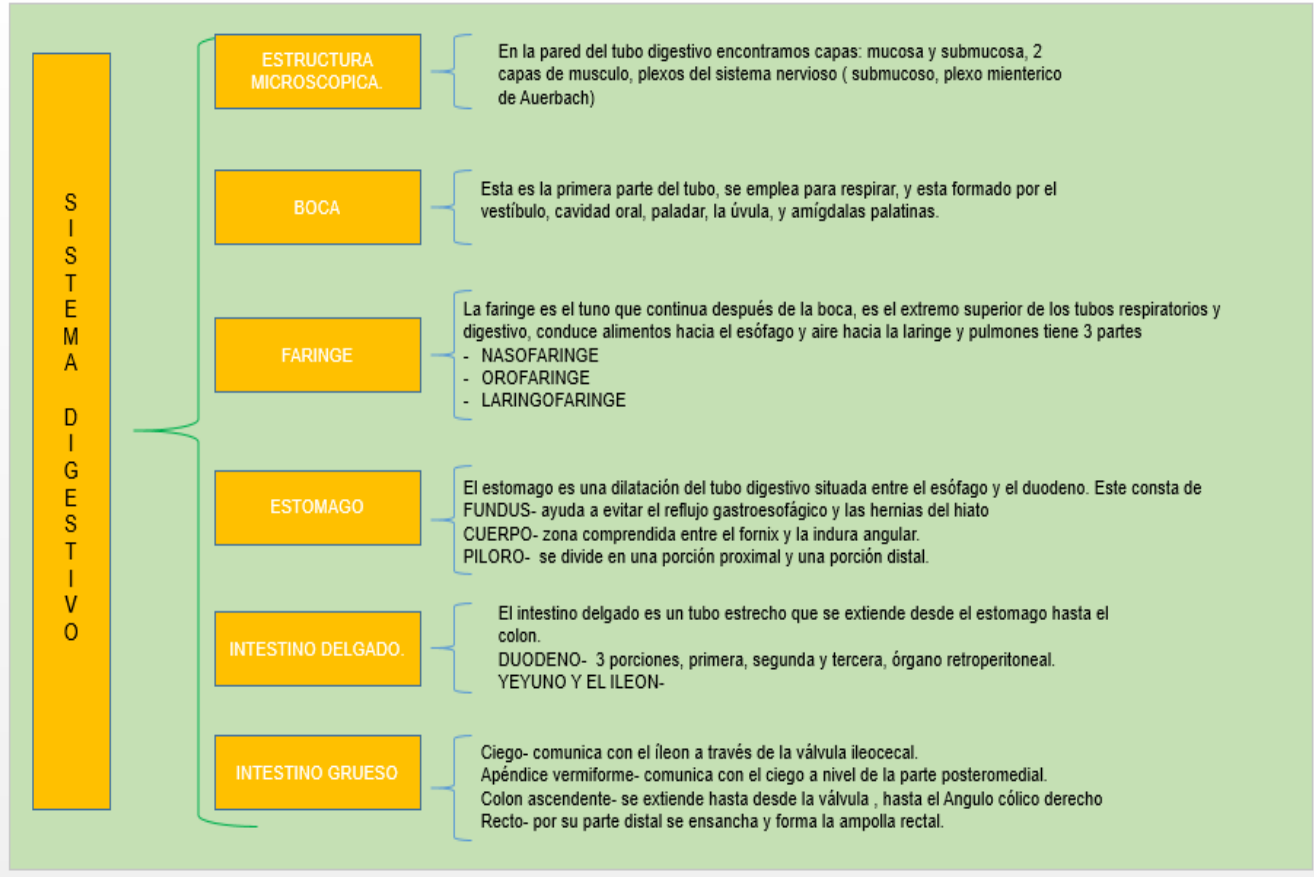 SISTEMA DIGESTIVO
ESTRUCTURA
MICROSCOPICA.
En la pared del tubo digestivo encontramos capas: mucosa y submucosa, 2
capas de musculo, plexos del sistema nervioso ( submucoso, plexo mienterico
de Auerbach)
BOCA
Esta es la primera parte del tubo, se emplea para respirar, y esta formado por el
vestíbulo, cavidad oral, paladar, la úvula, y amígdalas palatinas.
FARINGE
La faringe es el tuno que continua después de la boca, es el extremo superior de los tubos respiratorios y
digestivo, conduce alimentos hacia el esófago y aire hacia la laringe y pulmones tiene 3 partes
- NASOFARINGE
- OROFARINGE
- LARINGOFARINGE
ESTOMAGO
El estomago es una dilatación del tubo digestivo situada entre el esófago y el duodeno. Este consta de
FUNDUS- ayuda a evitar el reflujo gastroesofágico y las hernias del hiato
CUERPO- zona comprendida entre el fornix y la indura angular.
PILORO- se divide en una porción proximal y una porción distal.
INTESTINO DELGADO.
El intestino delgado es un tubo estrecho que se extiende desde el estomago hasta el
colon.
DUODENO- 3 porciones, primera, segunda y tercera, órgano retroperitoneal.
YEYUNO Y EL ILEON-
INTESTINO GRUESO
Ciego- comunica con el íleon a través de la válvula ileocecal.
Apéndice vermiforme- comunica con el ciego a nivel de la parte posteromedial.
Colon ascendente- se extiende hasta desde la válvula , hasta el Angulo cólico derecho
Recto- por su parte distal se ensancha y forma la ampolla rectal.